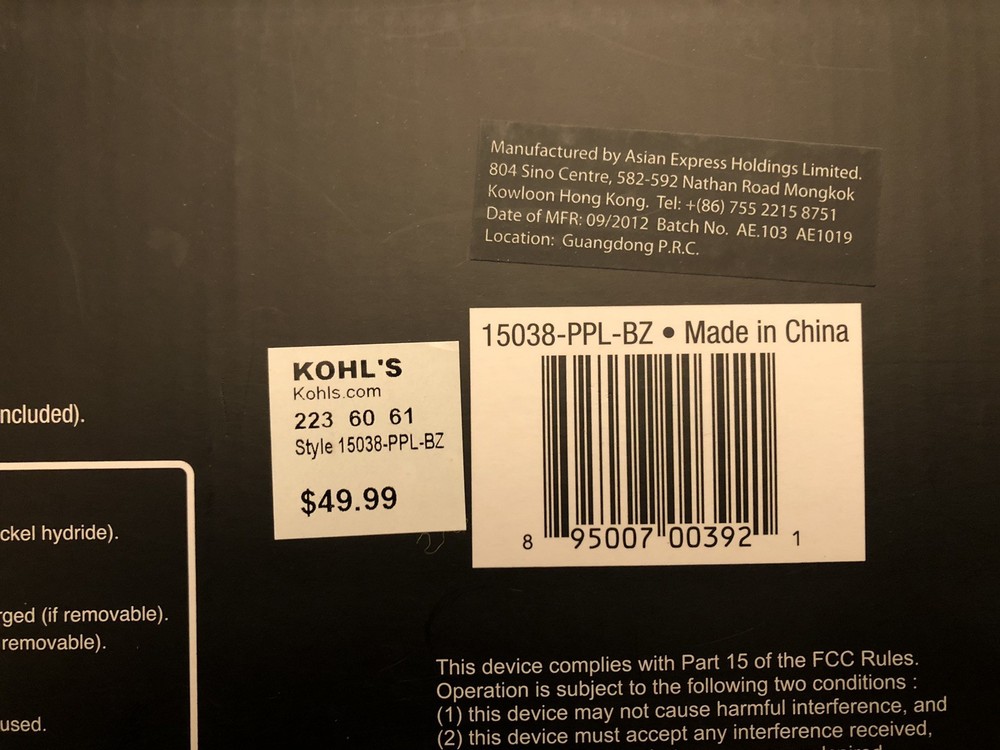 Manufactured by Asian Express Holdings Limited.
804 Sino Centre, 582-592 Nathan Road Mongkok
Kowloon Hong Kong. Tel: +(86) 755 2215 8751
Date of MFR: 09/2012 Batch No. AE.103 AE1019
Location: Guangdong P.R.C.
15038-PPL-BZ • Made in China
8 95007 00392 1
KOHL'S
Kohls.com
223 60 61
Style 15038-PPL-BZ
$49.99
ncluded).
ckel hydride).
rged (if removable).
removable).
used.
This device complies with Part 15 of the FCC Rules.
Operation is subject to the following two conditions :
(1) this device may not cause harmful interference, and
(2) this device must accept any interference received,